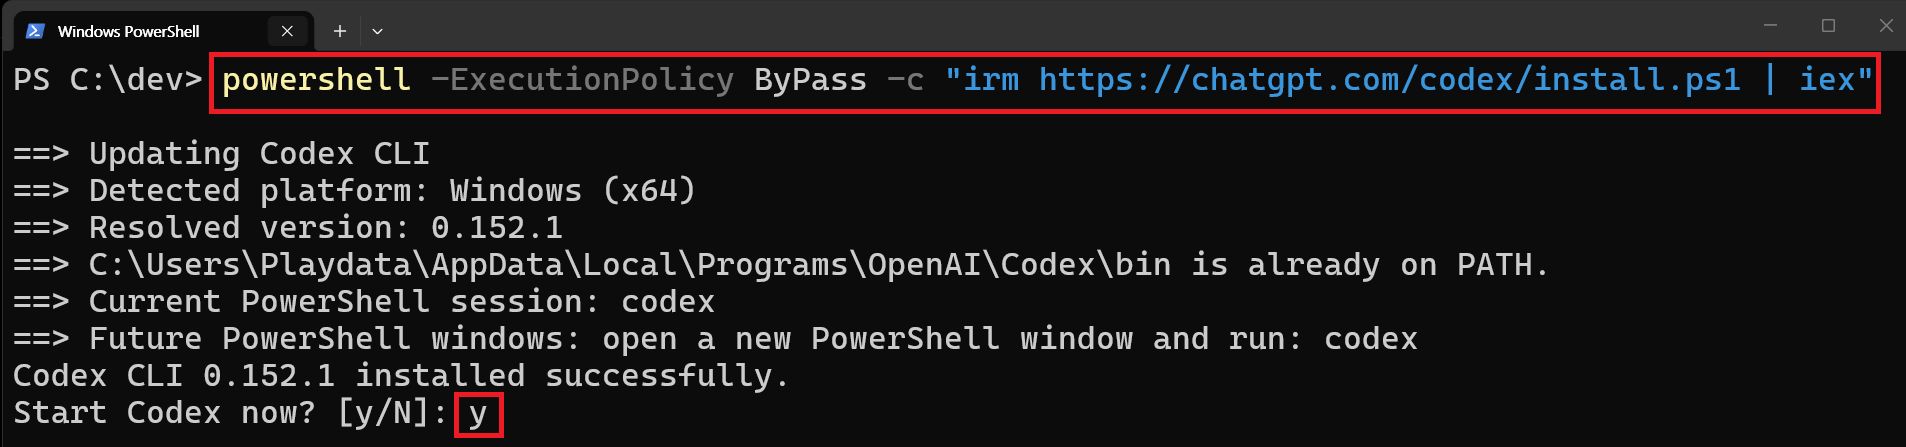 Windows PowerShell
PS C:\dev> powershell -ExecutionPolicy ByPass -c "irm https://chatgpt.com/codex/install.ps1 | iex"
==> Updating Codex CLI
==> Detected platform: Windows (x64)
==> Resolved version: 0.152.1
==> C:\Users\Playdata\AppData\Local\Programs\OpenAI\Codex\bin is already on PATH.
==> Current PowerShell session: codex
==> Future PowerShell windows: open a new PowerShell window and run: codex
Codex CLI 0.152.1 installed successfully.
Start Codex now? [y/N]: y